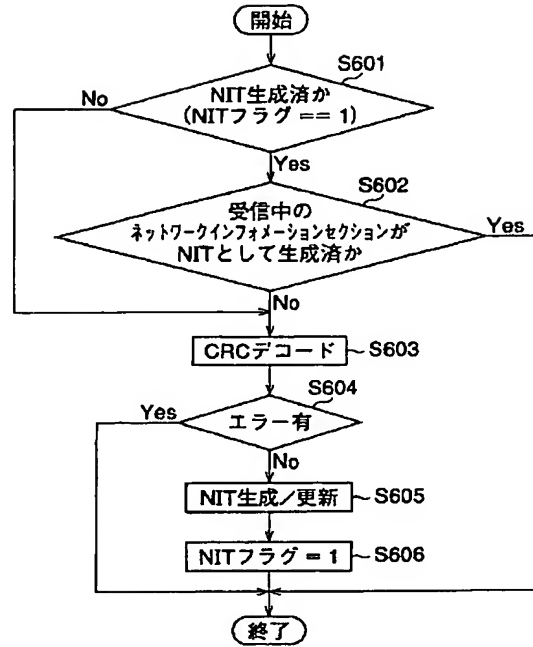 開始
S601
NIT生成済か
(NITフラグ == 1)
No
Yes
S602
受信中の
ネットワークインフォメーションセクションが
NITとして生成済か
Yes
No
CRCデコード
S603
S604
エラー有
Yes
No
NIT生成/更新
S605
NITフラグ = 1
S606
終了